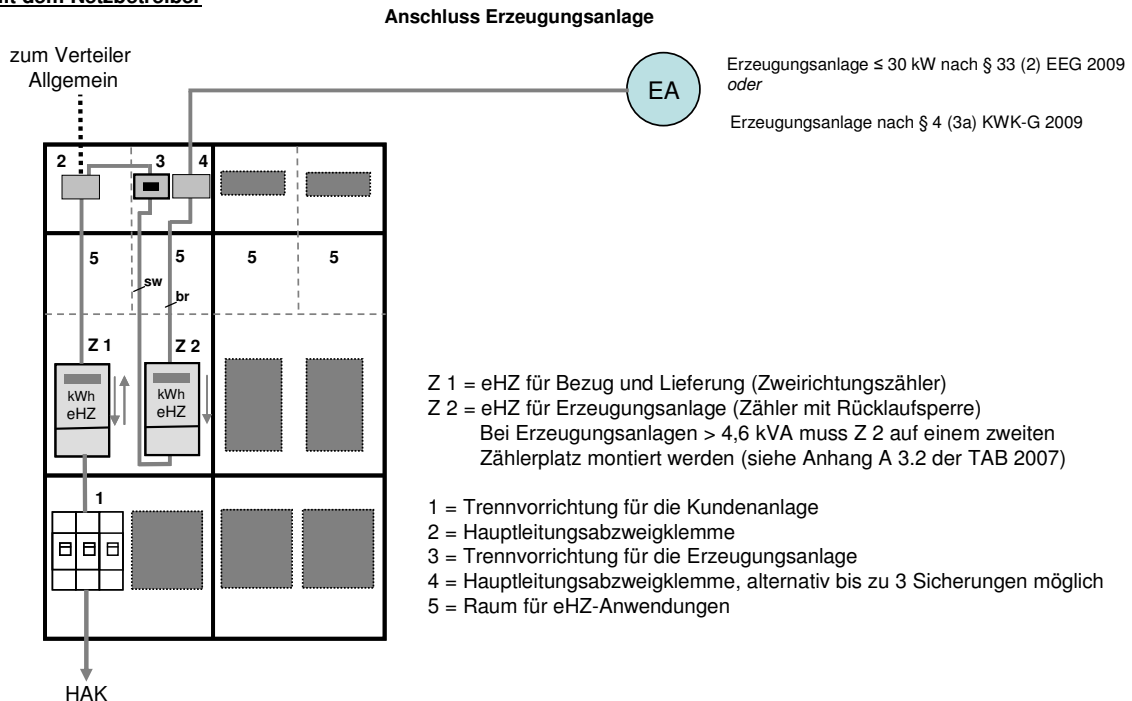 mit dem Netzbetreiber
Anschluss Erzeugungsanlage
zum Verteiler
Allgemein
EA
Erzeugungsanlage ≤ 30 kW nach § 33 (2) EEG 2009
oder
Erzeugungsanlage nach § 4 (3a) KWK-G 2009
2
3
4
5
5
5
5
sw
br
Z 1
Z 2
kWh
eHZ
kWh
eHZ
Z 1 = eHZ für Bezug und Lieferung (Zweirichtungszähler)
Z 2 = eHZ für Erzeugungsanlage (Zähler mit Rücklaufsperre)
Bei Erzeugungsanlagen > 4,6 kVA muss Z 2 auf einem zweiten
Zählerplatz montiert werden (siehe Anhang A 3.2 der TAB 2007)
1
1 = Trennvorrichtung für die Kundenanlage
2 = Hauptleitungsabzweigklemme
3 = Trennvorrichtung für die Erzeugungsanlage
4 = Hauptleitungsabzweigklemme, alternativ bis zu 3 Sicherungen möglich
5 = Raum für eHZ-Anwendungen
HAK